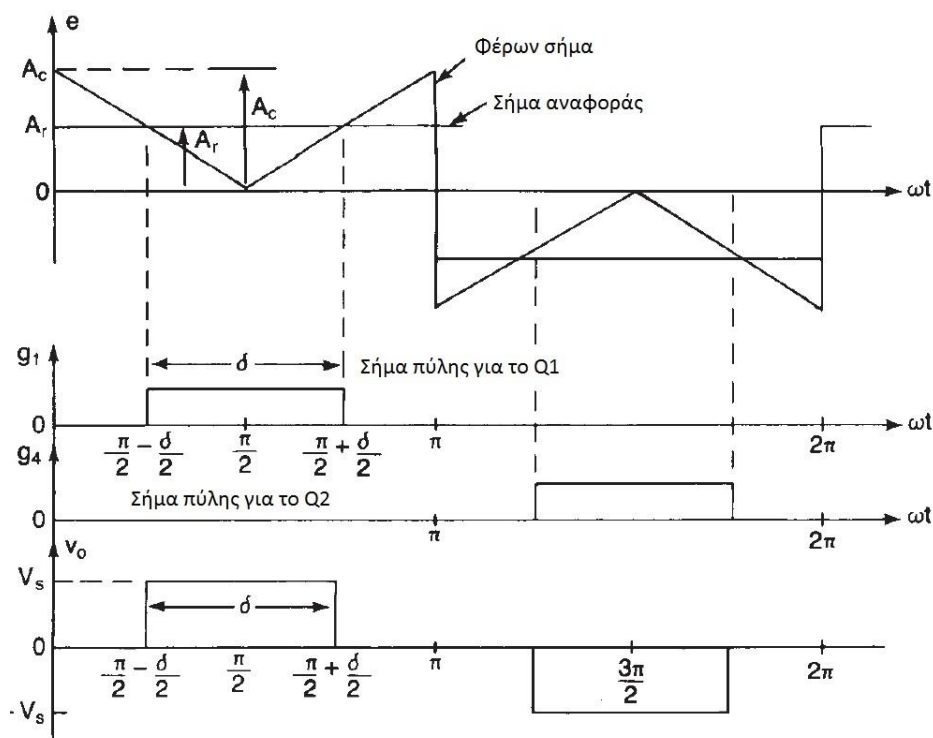 e
Φέρων σήμα
A_c
A_c
Σήμα αναφοράς
A_r
A_r
0
ωt
g_1
δ
Σήμα πύλης για το Q1
0
ωt
π/2 − δ/2
π/2
π/2 + δ/2
π
2π
g_4
Σήμα πύλης για το Q2
0
ωt
π
2π
v_o
V_s
δ
0
π/2 − δ/2
π/2
π/2 + δ/2
π
3π/2
2π
-V_s